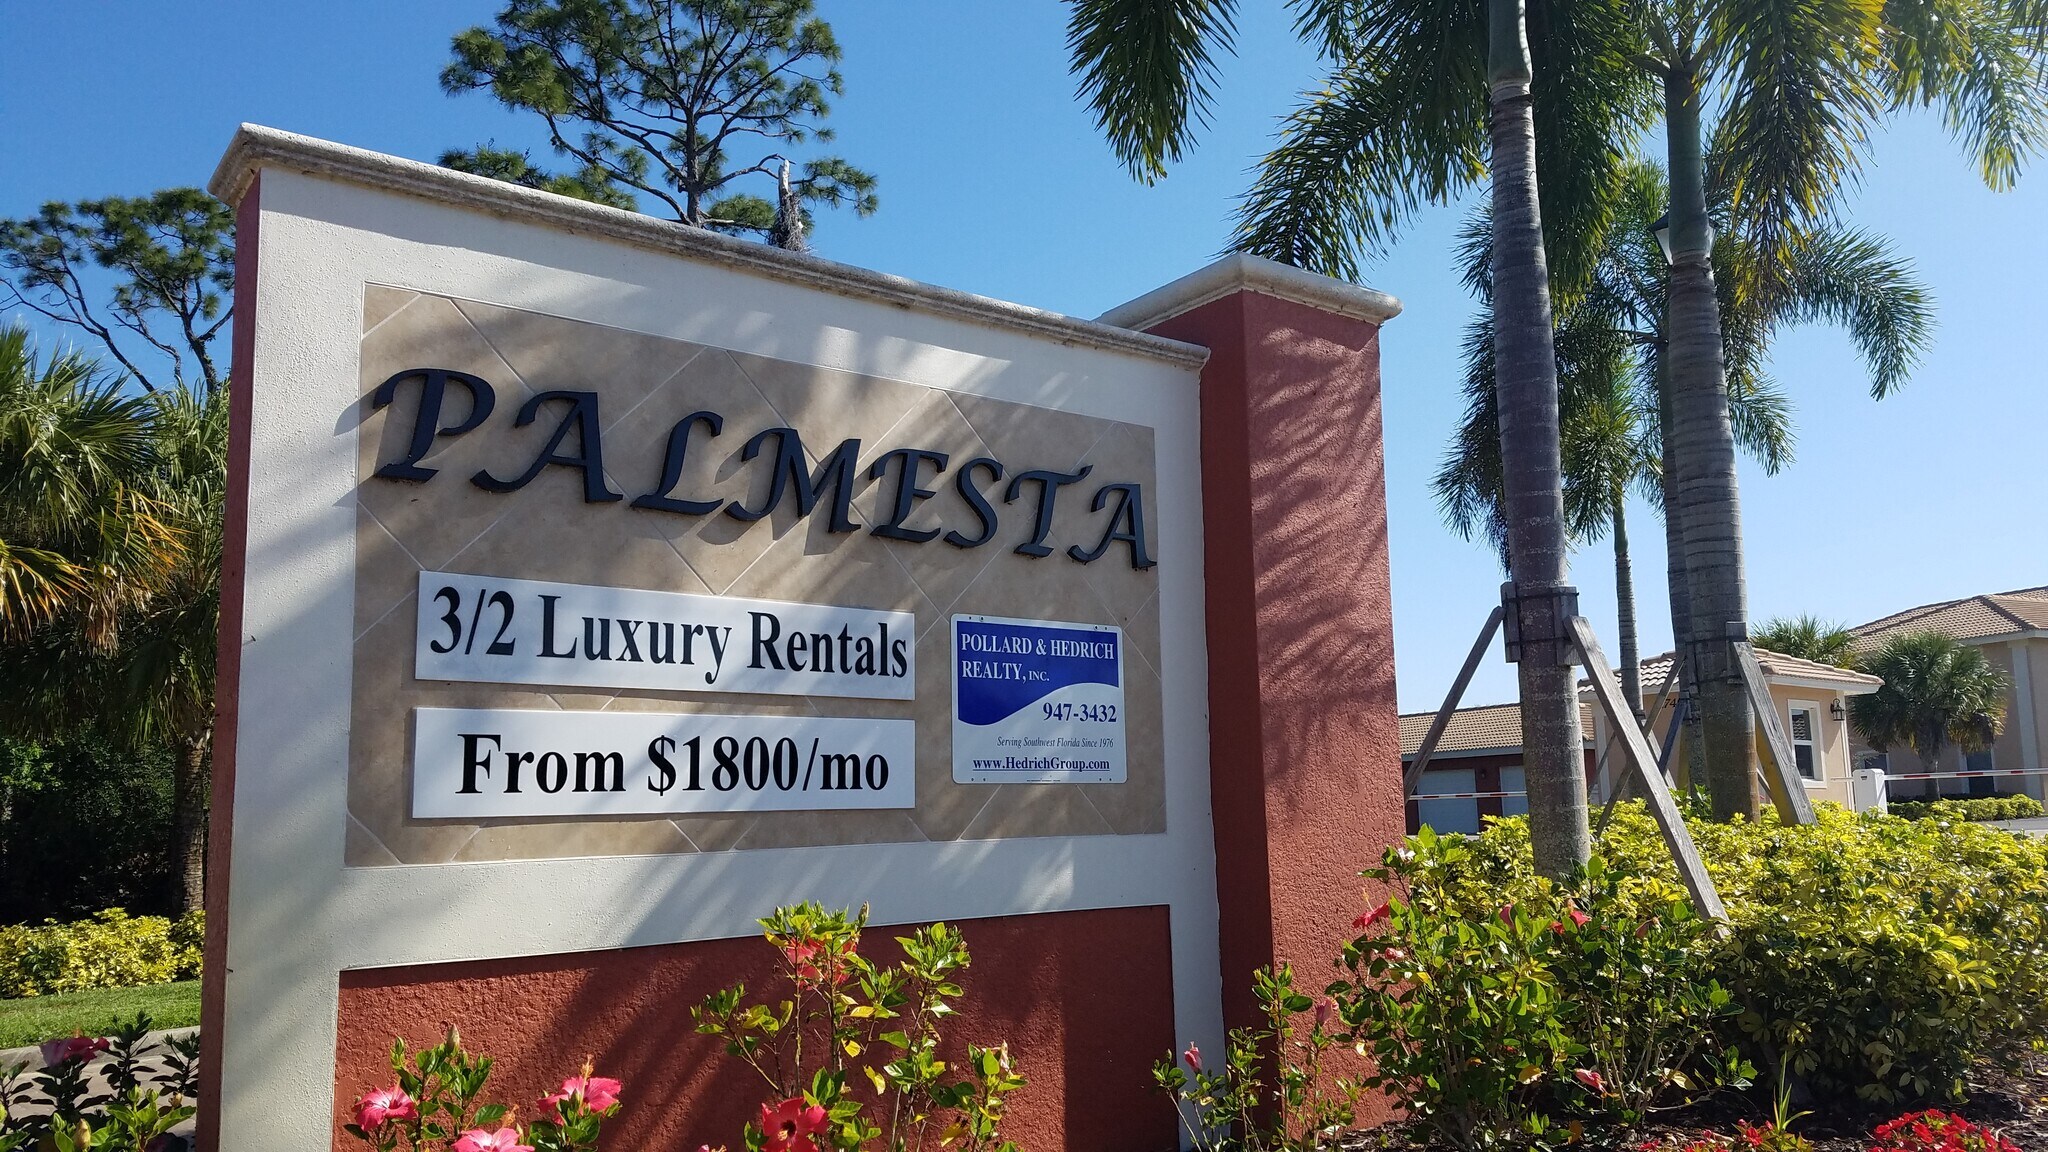 PALMESTA
3/2 Luxury Rentals
From $1800/mo
POLLARD & HEDRICH
REALTY, INC.
947-3432
Serving Southwest Florida Since 1976
www.HedrichGroup.com